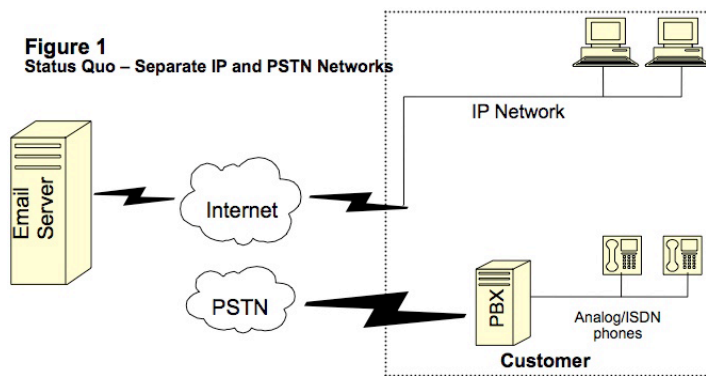 Figure 1
Status Quo – Separate IP and PSTN Networks
IP Network
Email
Server
Internet
PSTN
PBX
Analog/ISDN
phones
Customer